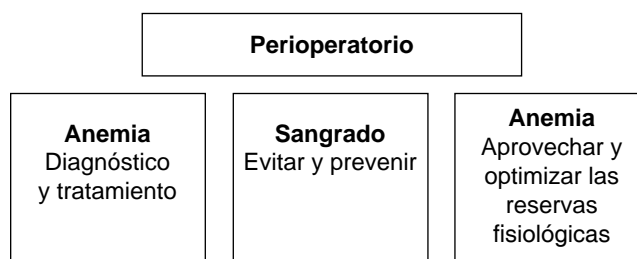 Perioperatorio
Anemia
Diagnóstico
y tratamiento
Sangrado
Evitar y prevenir
Anemia
Aprovechar y
optimizar las
reservas
fisiológicas